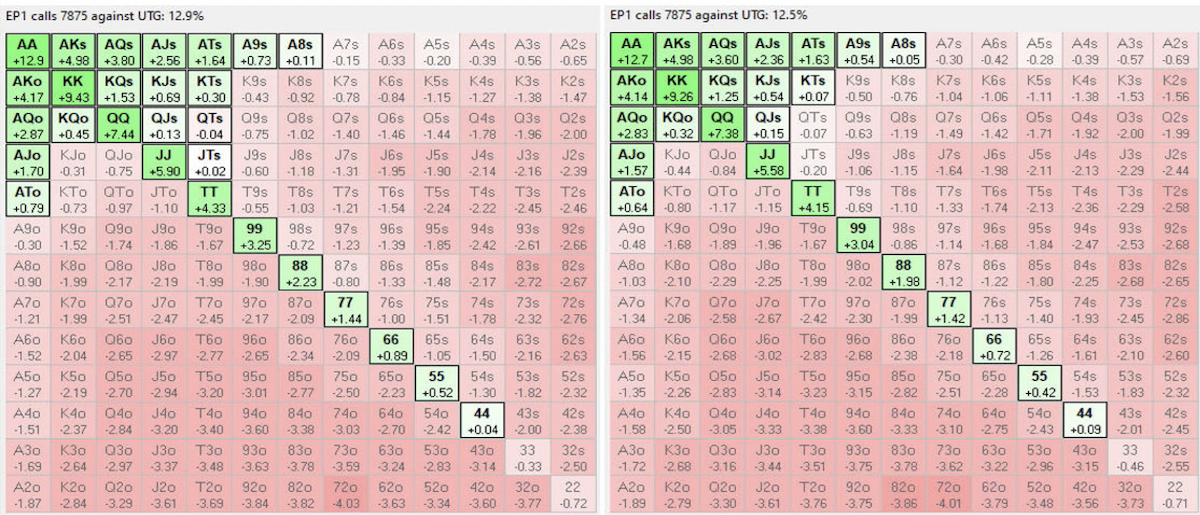 EP1 calls 7875 against UTG: 12.9%
AA AKs AQs AJs ATs A9s A8s A7s A6s A5s A4s A3s A2s
+12.9 +4.98 +3.80 +2.56 +1.64 +0.73 +0.11 -0.15 -0.33 -0.20 -0.39 -0.56 -0.65
AKo KK KQs KJs KTs K9s K8s K7s K6s K5s K4s K3s K2s
+4.17 +9.43 +1.53 +0.69 +0.30 -0.43 -0.92 -0.78 -0.84 -1.15 -1.27 -1.38 -1.47
AQo KQo QQ QJs QTs Q9s Q8s Q7s Q6s Q5s Q4s Q3s Q2s
+2.87 +0.45 +7.44 +0.13 -0.04 -0.75 -1.02 -1.40 -1.46 -1.44 -1.78 -1.96 -2.00
AJo KJo QJo JJ JTs J9s J8s J7s J6s J5s J4s J3s J2s
+1.70 -0.31 -0.75 +5.90 +0.02 -0.60 -1.18 -1.31 -1.95 -1.90 -2.14 -2.16 -2.39
ATo KTo QTo JTo TT T9s T8s T7s T6s T5s T4s T3s T2s
+0.79 -0.73 -0.97 -1.10 +4.33 -0.55 -1.03 -1.21 -1.54 -2.24 -2.22 -2.45 -2.46
A9o K9o Q9o J9o T9o 99 98s 97s 96s 95s 94s 93s 92s
-0.30 -1.52 -1.74 -1.86 -1.67 +3.25 -0.72 -1.23 -1.39 -1.85 -2.42 -2.61 -2.66
A8o K8o Q8o J8o T8o 98o 88 87s 86s 85s 84s 83s 82s
-0.90 -1.99 -2.17 -2.19 -1.99 -1.90 +2.23 -0.80 -1.33 -1.48 -2.17 -2.72 -2.67
A7o K7o Q7o J7o T7o 97o 87o 77 76s 75s 74s 73s 72s
-1.21 -1.99 -2.51 -2.47 -2.45 -2.17 -2.09 +1.44 -1.00 -1.51 -1.78 -2.32 -2.76
A6o K6o Q6o J6o T6o 96o 86o 76o 66 65s 64s 63s 62s
-1.52 -2.04 -2.65 -2.97 -2.77 -2.65 -2.34 -2.09 +0.89 -1.05 -1.50 -2.16 -2.63
A5o K5o Q5o J5o T5o 95o 85o 75o 65o 55 54s 53s 52s
-1.27 -2.19 -2.70 -2.94 -3.20 -3.01 -2.77 -2.50 -2.23 +0.52 -1.30 -1.82 -2.32
A4o K4o Q4o J4o T4o 94o 84o 74o 64o 54o 44 43s 42s
-1.51 -2.37 -2.84 -3.20 -3.40 -3.60 -3.38 -3.03 -2.70 -2.42 +0.04 -2.00 -2.38
A3o K3o Q3o J3o T3o 93o 83o 73o 63o 53o 43o 33 32s
-1.69 -2.64 -2.97 -3.37 -3.48 -3.63 -3.78 -3.59 -3.24 -2.83 -3.14 -0.33 -2.50
A2o K2o Q2o J2o T2o 92o 82o 72o 62o 52o 42o 32o 22
-1.87 -2.84 -3.29 -3.61 -3.69 -3.84 -3.82 -4.03 -3.63 -3.34 -3.60 -3.77 -0.72
EP1 calls 7875 against UTG: 12.5%
AA AKs AQs AJs ATs A9s A8s A7s A6s A5s A4s A3s A2s
+12.7 +4.98 +3.60 +2.36 +1.63 +0.54 +0.05 -0.30 -0.42 -0.28 -0.39 -0.57 -0.69
AKo KK KQs KJs KTs K9s K8s K7s K6s K5s K4s K3s K2s
+4.14 +9.26 +1.25 +0.54 +0.07 -0.50 -0.76 -1.04 -1.06 -1.11 -1.38 -1.53 -1.56
AQo KQo QQ QJs QTs Q9s Q8s Q7s Q6s Q5s Q4s Q3s Q2s
+2.83 +0.32 +7.38 +0.15 -0.07 -0.63 -1.19 -1.49 -1.42 -1.71 -1.92 -2.00 -1.99
AJo KJo QJo JJ JTs J9s J8s J7s J6s J5s J4s J3s J2s
+1.57 -0.44 -0.84 +5.58 -0.20 -1.06 -1.15 -1.64 -1.98 -2.11 -2.13 -2.29 -2.44
ATo KTo QTo JTo TT T9s T8s T7s T6s T5s T4s T3s T2s
+0.64 -0.80 -1.17 -1.15 +4.15 -0.69 -1.10 -1.33 -1.74 -2.13 -2.36 -2.29 -2.58
A9o K9o Q9o J9o T9o 99 98s 97s 96s 95s 94s 93s 92s
-0.48 -1.68 -1.89 -1.96 -1.67 +3.04 -0.86 -1.14 -1.68 -1.84 -2.47 -2.53 -2.68
A8o K8o Q8o J8o T8o 98o 88 87s 86s 85s 84s 83s 82s
-1.03 -2.10 -2.29 -2.25 -1.99 -2.02 +1.98 -1.12 -1.22 -1.80 -2.25 -2.68 -2.65
A7o K7o Q7o J7o T7o 97o 87o 77 76s 75s 74s 73s 72s
-1.34 -2.06 -2.58 -2.67 -2.42 -2.30 -1.99 +1.42 -1.13 -1.40 -1.93 -2.45 -2.86
A6o K6o Q6o J6o T6o 96o 86o 76o 66 65s 64s 63s 62s
-1.56 -2.15 -2.68 -3.02 -2.83 -2.68 -2.38 -2.18 +0.72 -1.26 -1.61 -2.10 -2.60
A5o K5o Q5o J5o T5o 95o 85o 75o 65o 55 54s 53s 52s
-1.35 -2.26 -2.83 -3.14 -3.23 -3.15 -2.82 -2.51 -2.28 +0.42 -1.53 -1.83 -2.32
A4o K4o Q4o J4o T4o 94o 84o 74o 64o 54o 44 43s 42s
-1.58 -2.50 -3.05 -3.33 -3.38 -3.60 -3.33 -3.10 -2.75 -2.43 +0.09 -2.01 -2.45
A3o K3o Q3o J3o T3o 93o 83o 73o 63o 53o 43o 33 32s
-1.72 -2.68 -3.16 -3.44 -3.51 -3.75 -3.78 -3.62 -3.22 -2.96 -3.15 -0.46 -2.55
A2o K2o Q2o J2o T2o 92o 82o 72o 62o 52o 42o 32o 22
-1.89 -2.79 -3.30 -3.61 -3.76 -3.75 -3.86 -4.01 -3.79 -3.48 -3.56 -3.73 -0.71